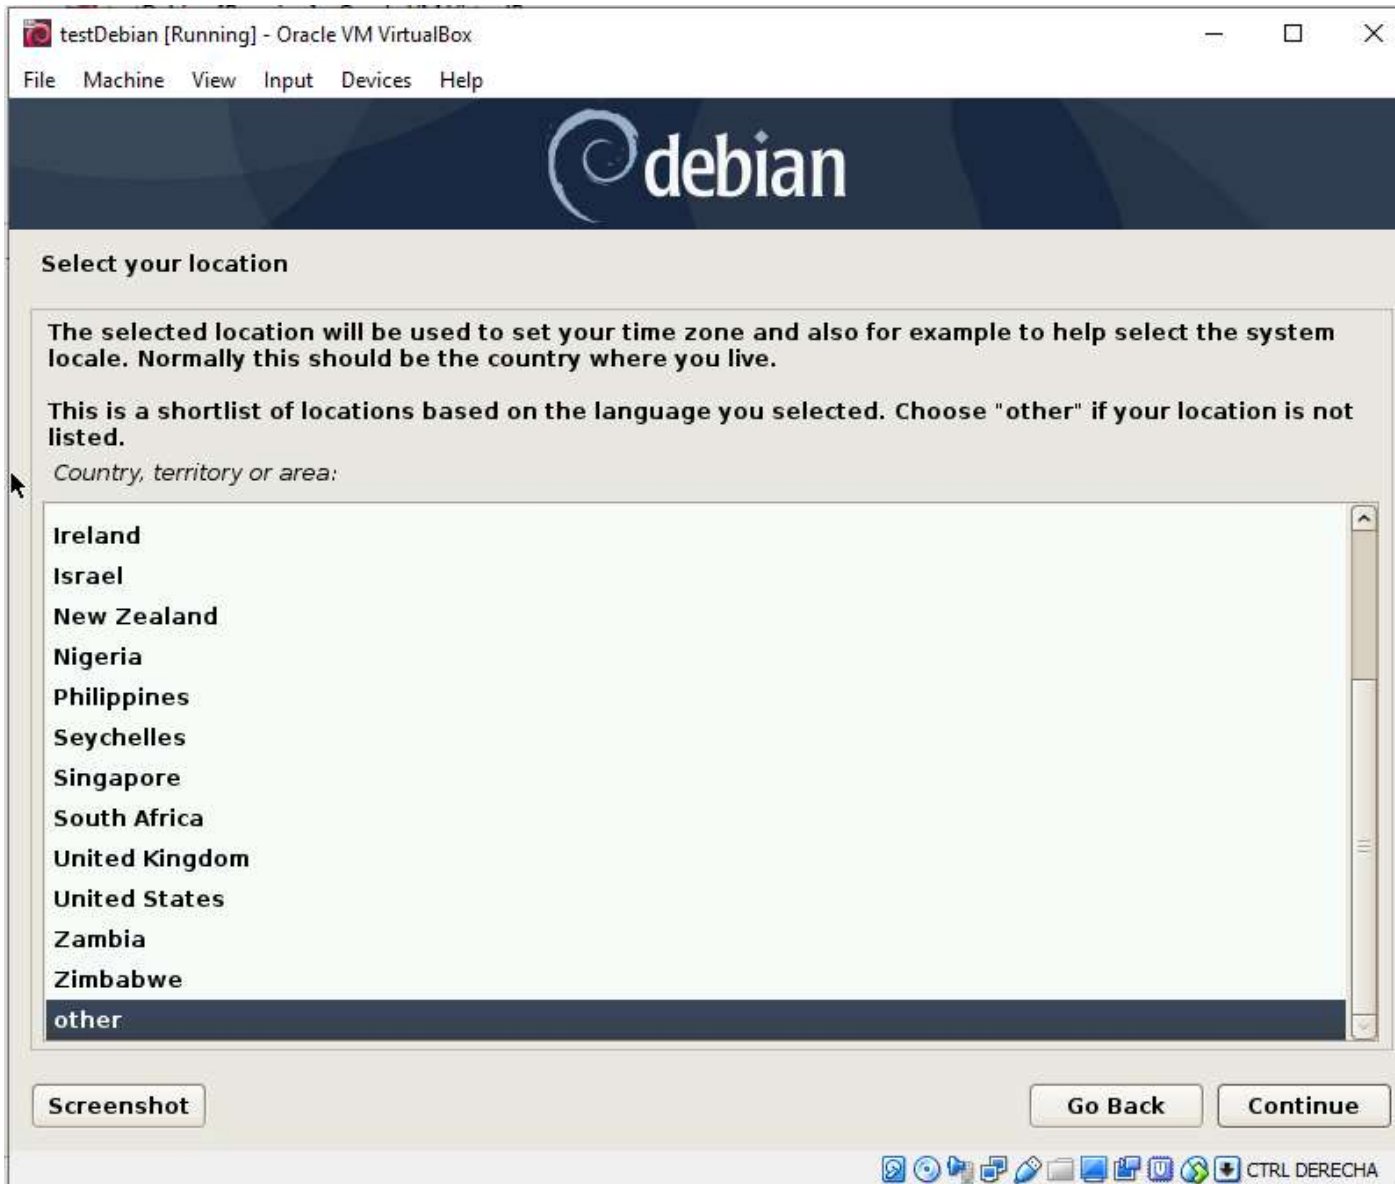 testDebian [Running] - Oracle VM VirtualBox
File Machine View Input Devices Help
debian
Select your location
The selected location will be used to set your time zone and also for example to help select the system
locale. Normally this should be the country where you live.
This is a shortlist of locations based on the language you selected. Choose "other" if your location is not
listed.
Country, territory or area:
Ireland
Israel
New Zealand
Nigeria
Philippines
Seychelles
Singapore
South Africa
United Kingdom
United States
Zambia
Zimbabwe
other
Screenshot
Go Back
Continue
CTRL DERECHA